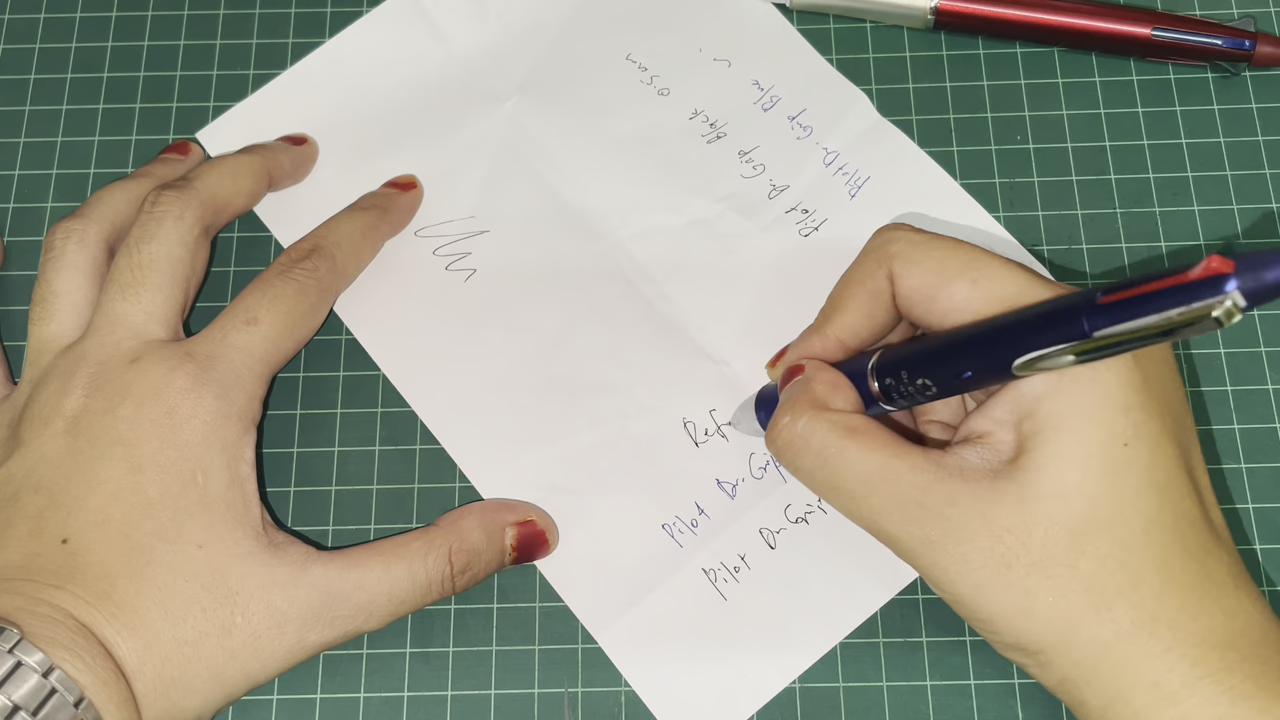 Pilot Dr. Grip Blue
Pilot Dr. Grip Black 0.5mm
Ref
Pilot Dr. Grip
Pilot Dr. Grip